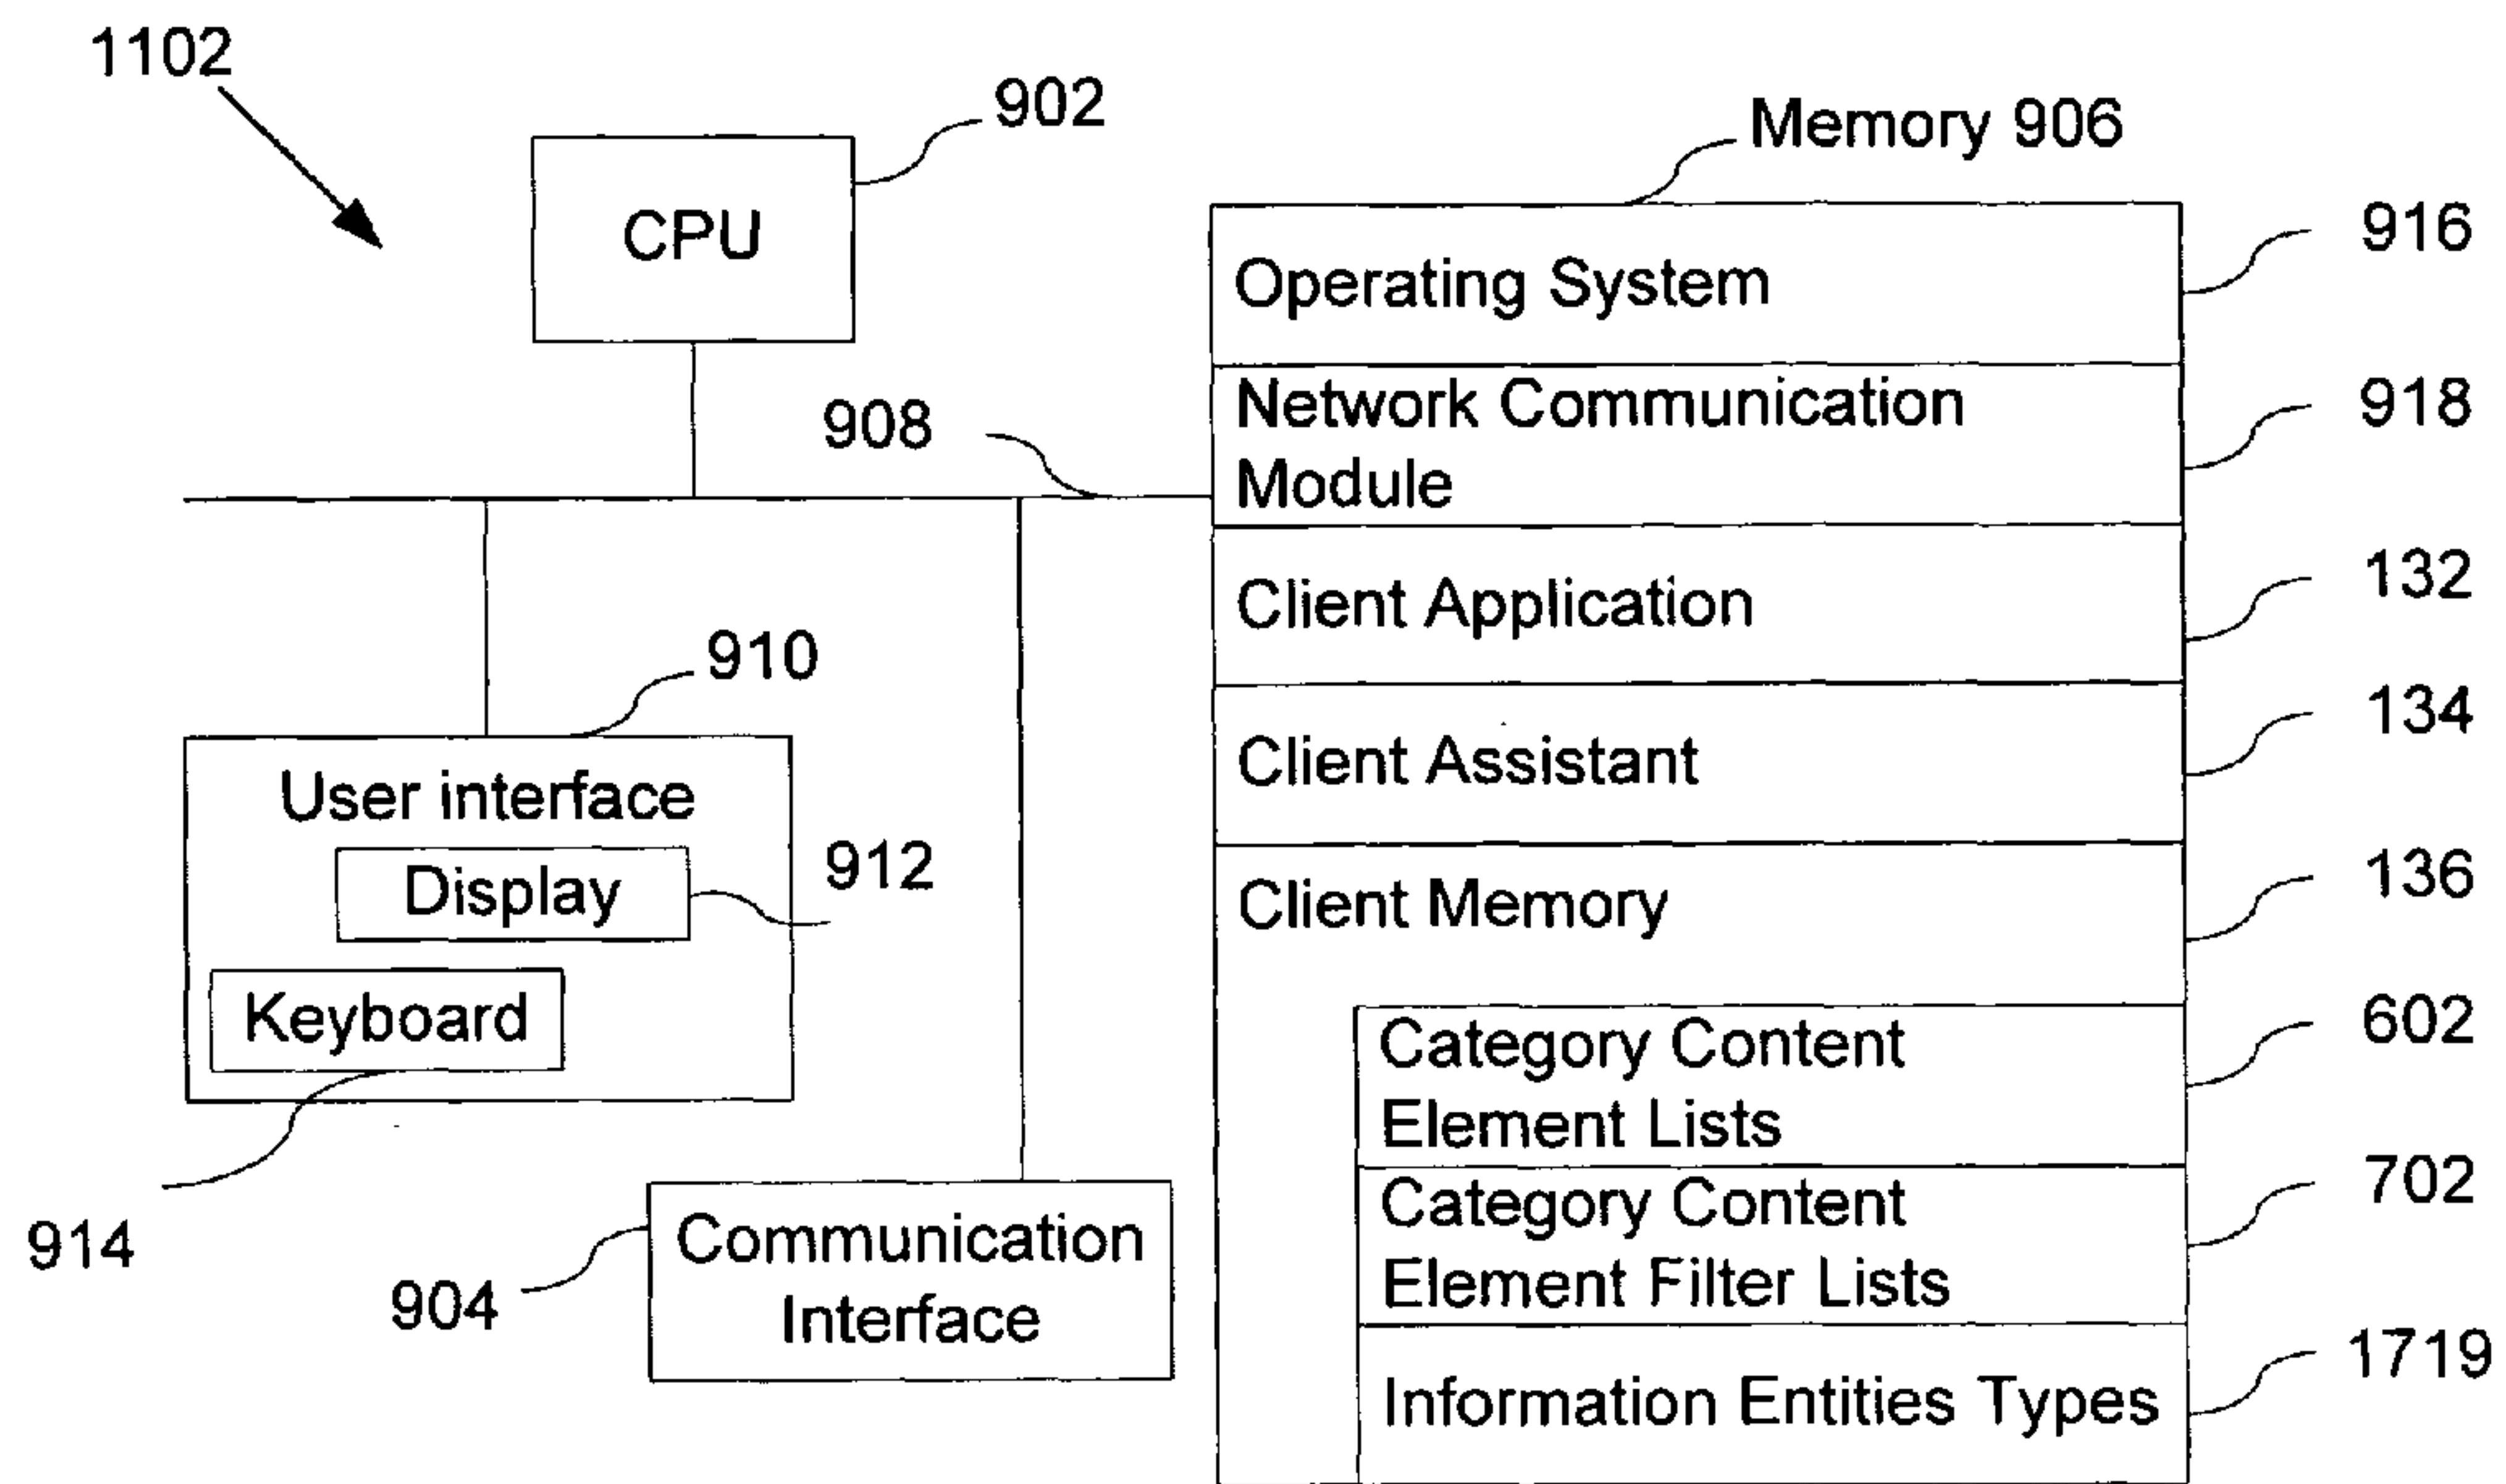 1102
902
CPU
Memory 906
916
Operating System
918
Network Communication
Module
908
132
Client Application
910
134
Client Assistant
User interface
912
Display
136
Client Memory
Keyboard
602
Category Content
Element Lists
702
Category Content
Element Filter Lists
914
904
Communication
Interface
1719
Information Entities Types